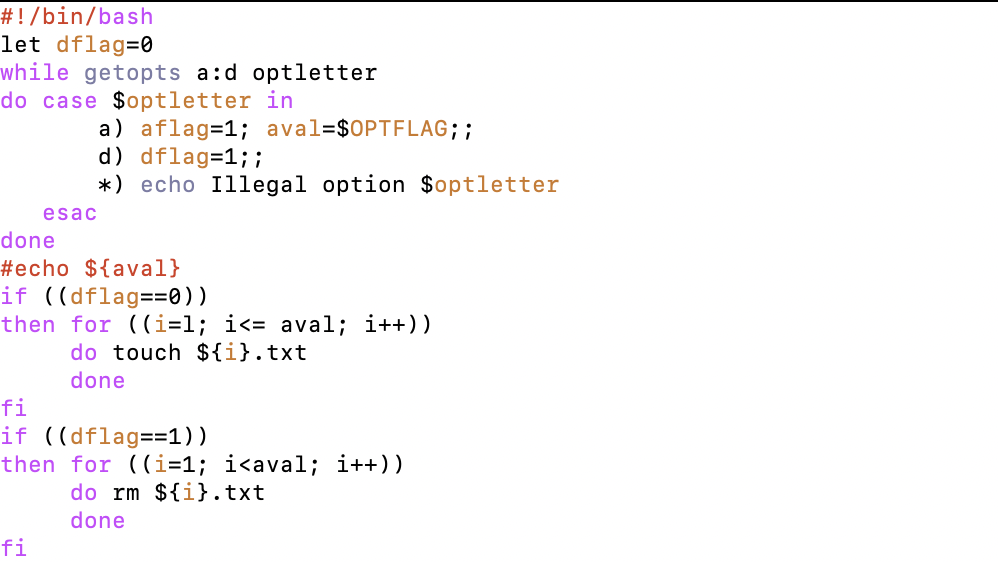 #!/bin/bash
let dflag=0
while getopts a:d optletter
do case $optletter in
       a) aflag=1; aval=$OPTFLAG;;
       d) dflag=1;;
       *) echo Illegal option $optletter
   esac
done
#echo ${aval}
if ((dflag==0))
then for ((i=l; i<= aval; i++))
     do touch ${i}.txt
     done
fi
if ((dflag==1))
then for ((i=1; i<aval; i++))
     do rm ${i}.txt
     done
fi